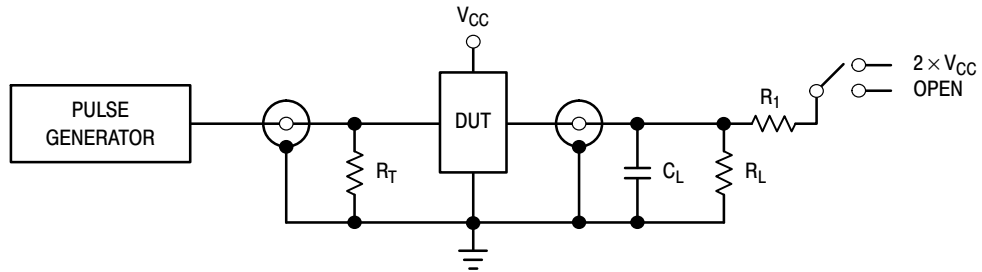 V_CC
2 × V_CC
OPEN
R_1
PULSE
GENERATOR
DUT
R_T
C_L
R_L